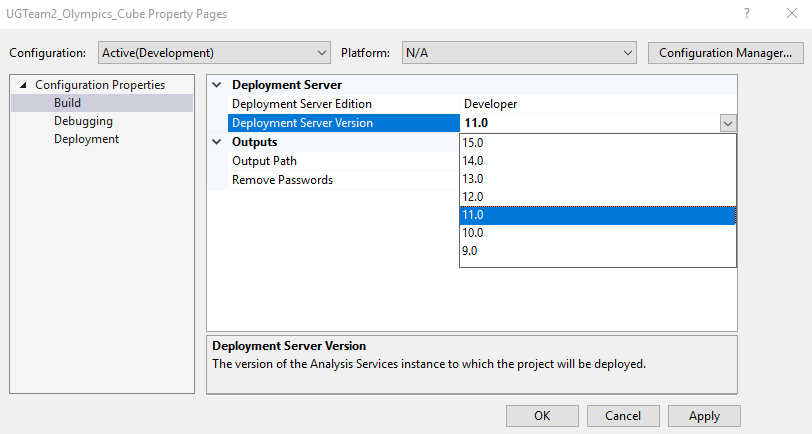 UGTeam2_Olympics_Cube Property Pages
?
Configuration: Active(Development) Platform: N/A Configuration Manager...
Configuration Properties
Build
Debugging
Deployment
Deployment Server
Deployment Server Edition Developer
Deployment Server Version 11.0
Outputs
Output Path
Remove Passwords
15.0
14.0
13.0
12.0
11.0
10.0
9.0
Deployment Server Version
The version of the Analysis Services instance to which the project will be deployed.
OK Cancel Apply